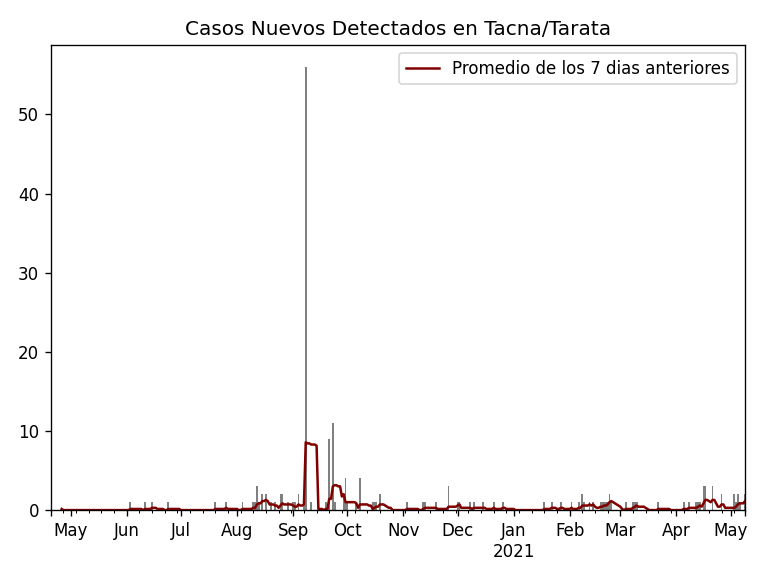 Casos Nuevos Detectados en Tacna/Tarata
Promedio de los 7 dias anteriores
50
40
30
20
10
0
May Jun Jul Aug Sep Oct Nov Dec Jan Feb Mar Apr May
2021